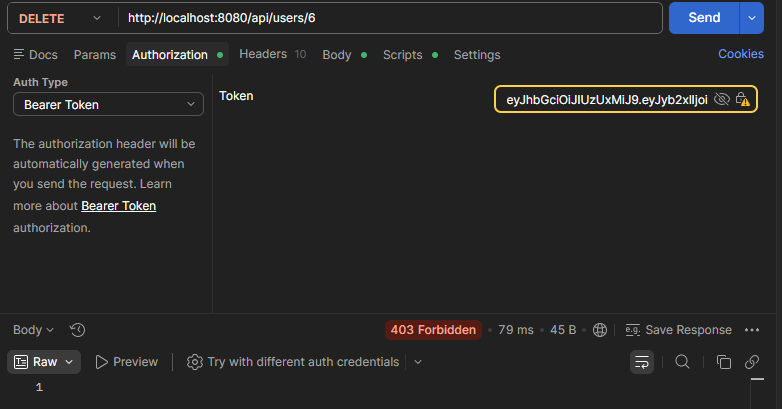 DELETE http://localhost:8080/api/users/6 Send
Docs Params Authorization Headers 10 Body Scripts Settings Cookies
Auth Type
Bearer Token
The authorization header will be
automatically generated when
you send the request. Learn
more about Bearer Token
authorization.
Token eyJhbGciOiJIUzUxMiJ9.eyJyb2xlIjoi
Body 403 Forbidden • 79 ms • 45 B • e.g. Save Response
Raw Preview Try with different auth credentials
1